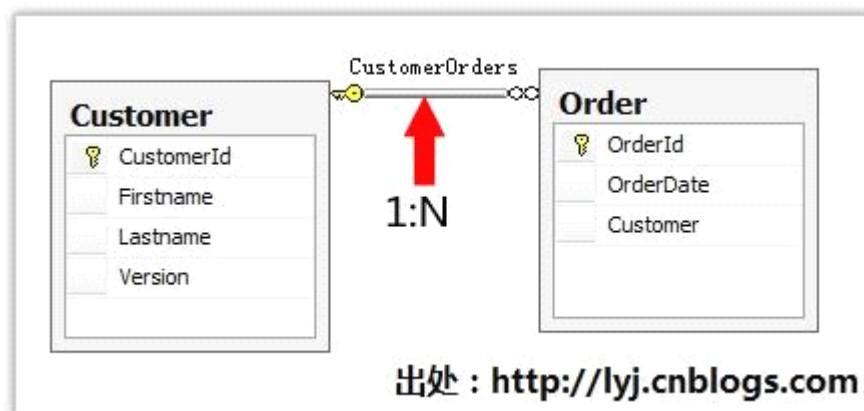 CustomerOrders
Customer
CustomerId
Firstname
Lastname
Version
1:N
Order
OrderId
OrderDate
Customer
出处：http://lyj.cnblogs.com